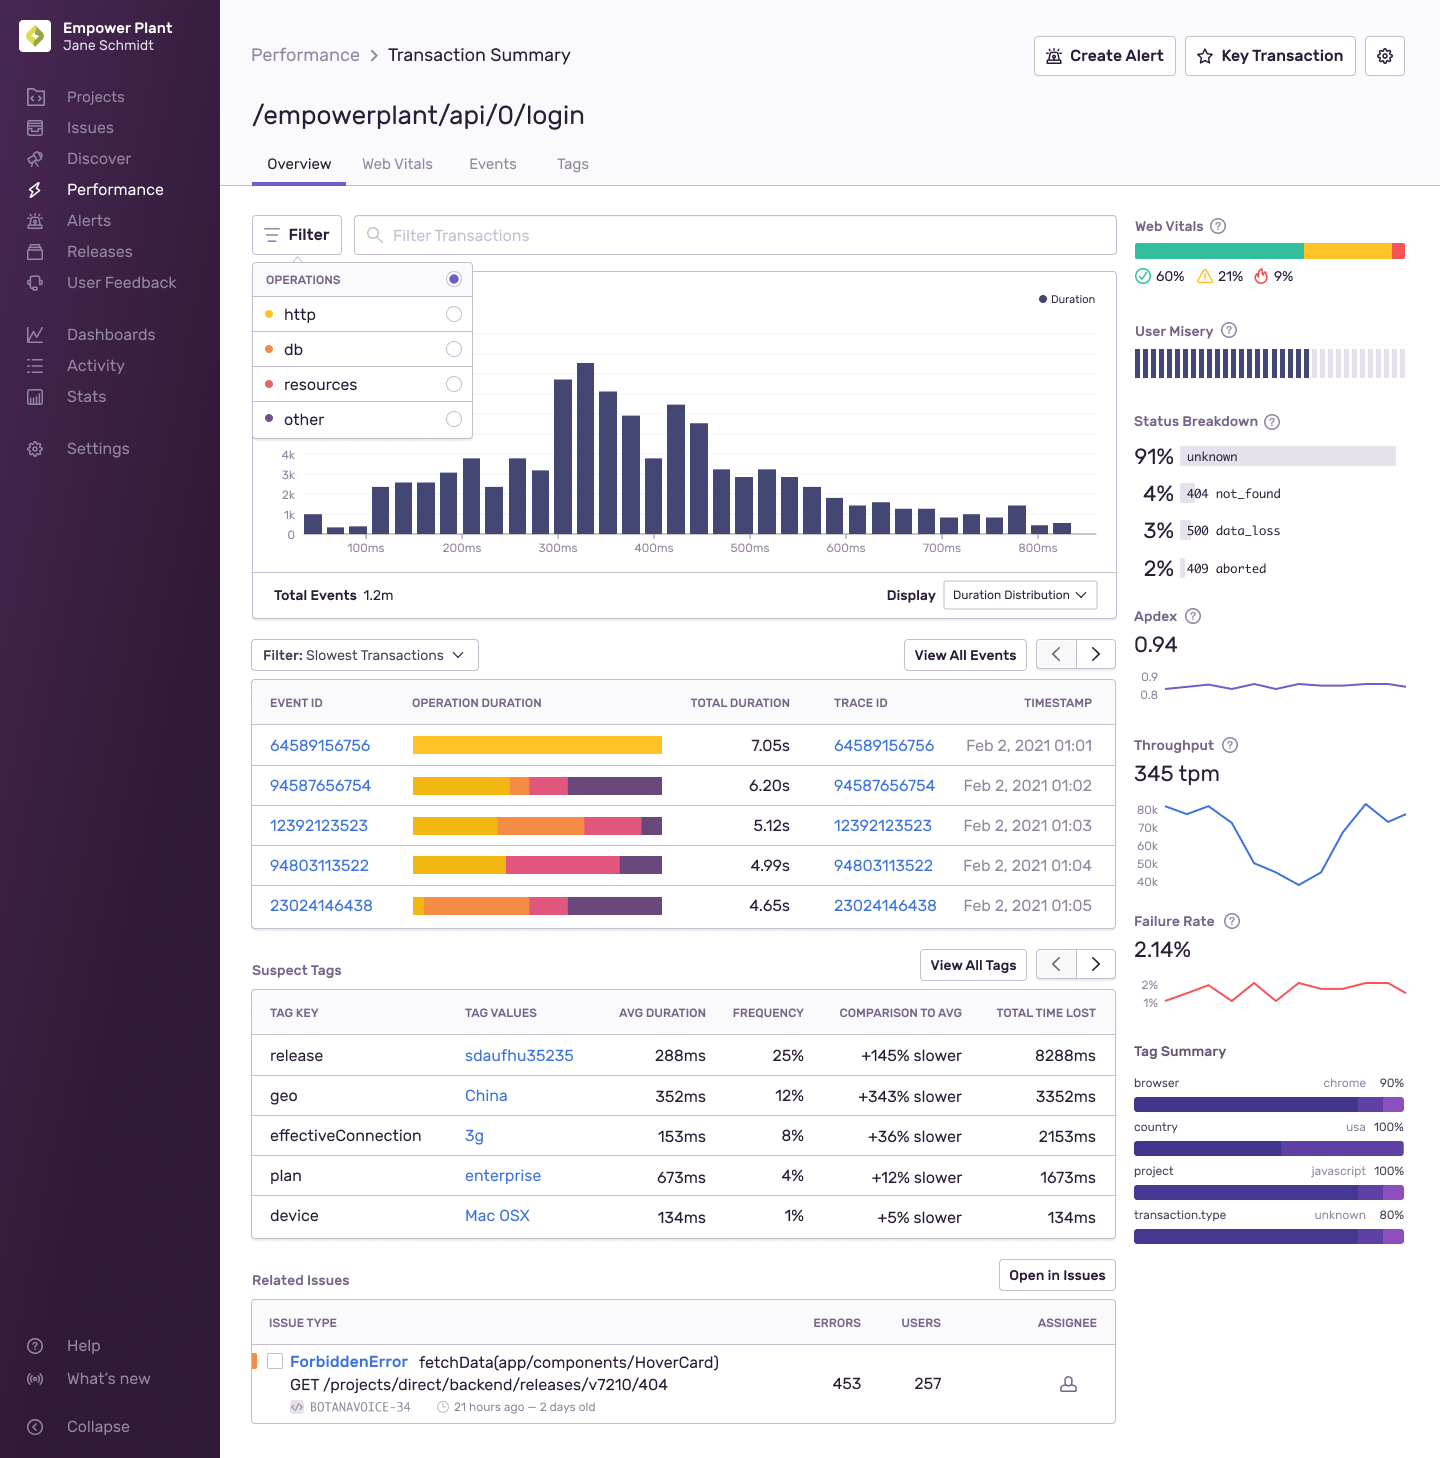 Empower Plant
Jane Schmidt
Projects
Issues
Discover
Performance
Alerts
Releases
User Feedback
Dashboards
Activity
Stats
Settings
Help
What's new
Collapse
Performance > Transaction Summary
Create Alert
Key Transaction
/empowerplant/api/0/login
Overview
Web Vitals
Events
Tags
Filter
Filter Transactions
OPERATIONS
http
db
resources
other
Duration
4k
3k
2k
1k
0
100ms 200ms 300ms 400ms 500ms 600ms 700ms 800ms
Total Events 1.2m
Display Duration Distribution
Filter: Slowest Transactions
View All Events
EVENT ID OPERATION DURATION TOTAL DURATION TRACE ID TIMESTAMP
64589156756 7.05s 64589156756 Feb 2, 2021 01:01
94587656754 6.20s 94587656754 Feb 2, 2021 01:02
12392123523 5.12s 12392123523 Feb 2, 2021 01:03
94803113522 4.99s 94803113522 Feb 2, 2021 01:04
23024146438 4.65s 23024146438 Feb 2, 2021 01:05
Suspect Tags
View All Tags
TAG KEY TAG VALUES AVG DURATION FREQUENCY COMPARISON TO AVG TOTAL TIME LOST
release sdaufhu35235 288ms 25% +145% slower 8288ms
geo China 352ms 12% +343% slower 3352ms
effectiveConnection 3g 153ms 8% +36% slower 2153ms
plan enterprise 673ms 4% +12% slower 1673ms
device Mac OSX 134ms 1% +5% slower 134ms
Related Issues
Open in Issues
ISSUE TYPE ERRORS USERS ASSIGNEE
ForbiddenError fetchData(app/components/HoverCard)
GET /projects/direct/backend/releases/v7210/404 453 257
BOTANAVOICE-34 21 hours ago — 2 days old
Web Vitals ?
60% 21% 9%
User Misery ?
Status Breakdown ?
91% unknown
4% 404 not_found
3% 500 data_loss
2% 409 aborted
Apdex ?
0.94
0.9
0.8
Throughput ?
345 tpm
80k
70k
60k
50k
40k
Failure Rate ?
2.14%
2%
1%
Tag Summary
browser chrome 90%
country usa 100%
project javascript 100%
transaction.type unknown 80%